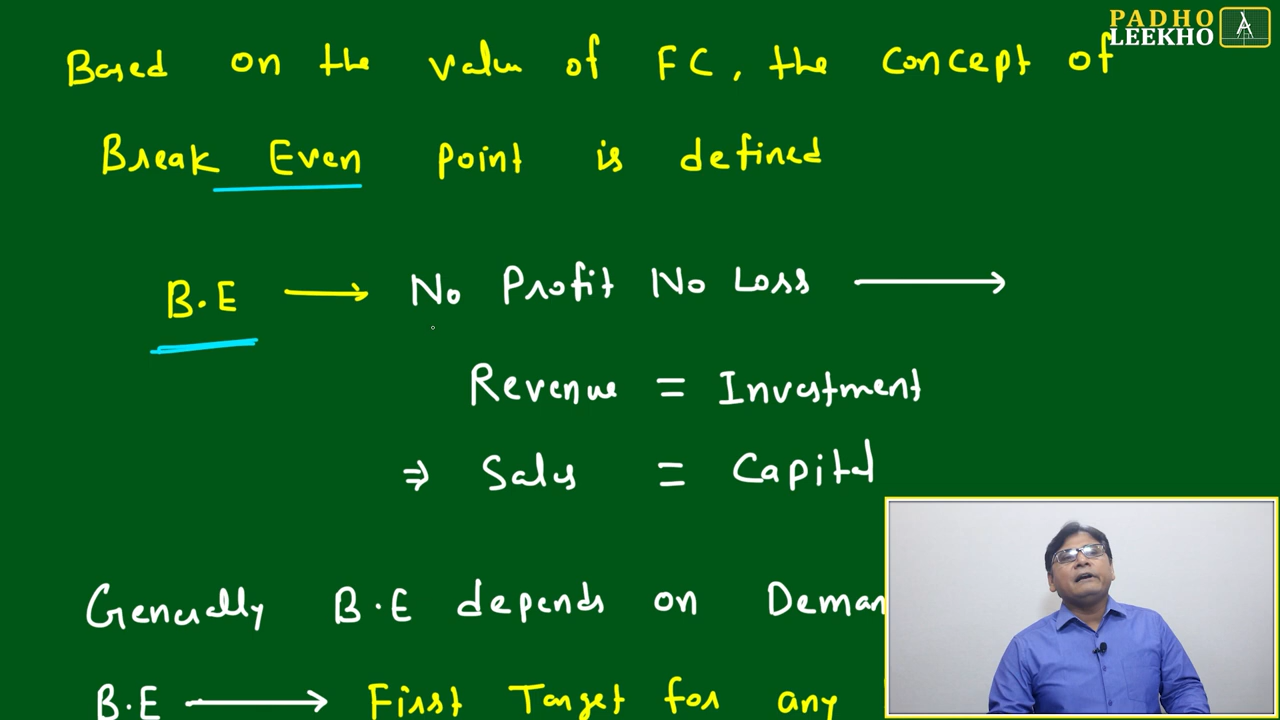 PADHO
LEEKHO
Based on the value of FC, the concept of
Break Even point is defined
B.E → No Profit No Loss →
Revenue = Investment
⇒ Sales = Capital
Generally B.E depends on Deman
B.E → First Target for any